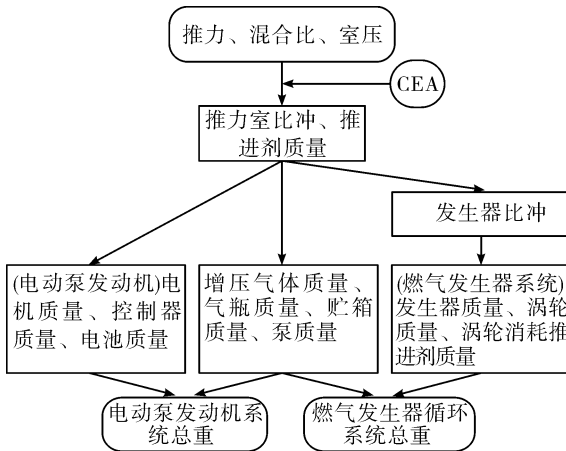 推力、混合比、室压
CEA
推力室比冲、推
进剂质量
发生器比冲
(电动泵发动机)电
机质量、控制器
质量、电池质量
增压气体质量、
气瓶质量、贮箱
质量、泵质量
(燃气发生器系统)
发生器质量、涡轮
质量、涡轮消耗推
进剂质量
电动泵发动机系
统总重
燃气发生器循环
系统总重